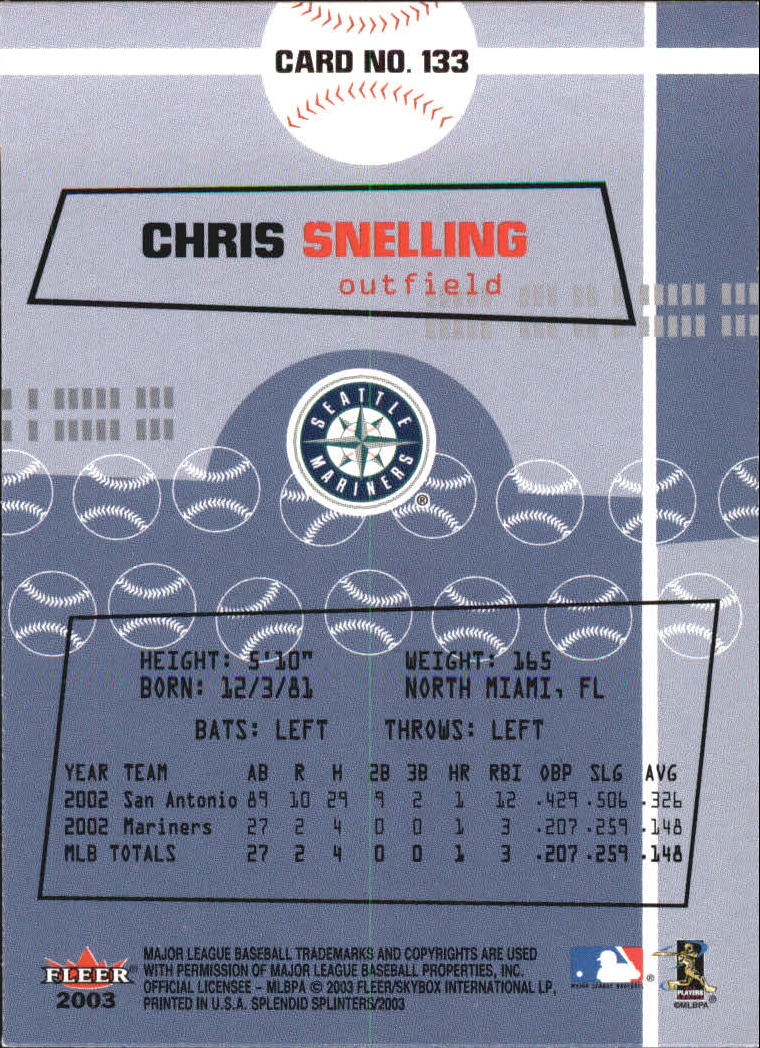 CARD NO. 133
CHRIS SNELLING
outfield
SEATTLE
MARINERS
®
HEIGHT: 5'10" WEIGHT: 165
BORN: 12/3/81 NORTH MIAMI, FL
BATS: LEFT THROWS: LEFT
YEAR TEAM AB R H 2B 3B HR RBI OBP SLG AVG
2002 San Antonio 89 10 29 9 2 1 12 .429 .506 .326
2002 Mariners 27 2 4 0 0 1 3 .207 .259 .148
MLB TOTALS 27 2 4 0 0 1 3 .207 .259 .148
FLEER®
2003
MAJOR LEAGUE BASEBALL TRADEMARKS AND COPYRIGHTS ARE USED
WITH PERMISSION OF MAJOR LEAGUE BASEBALL PROPERTIES, INC.
OFFICIAL LICENSEE – MLBPA © 2003 FLEER/SKYBOX INTERNATIONAL LP,
PRINTED IN U.S.A. SPLENDID SPLINTERS/2003
MAJOR LEAGUE BASEBALL ®
PLAYERS
©MLBPA